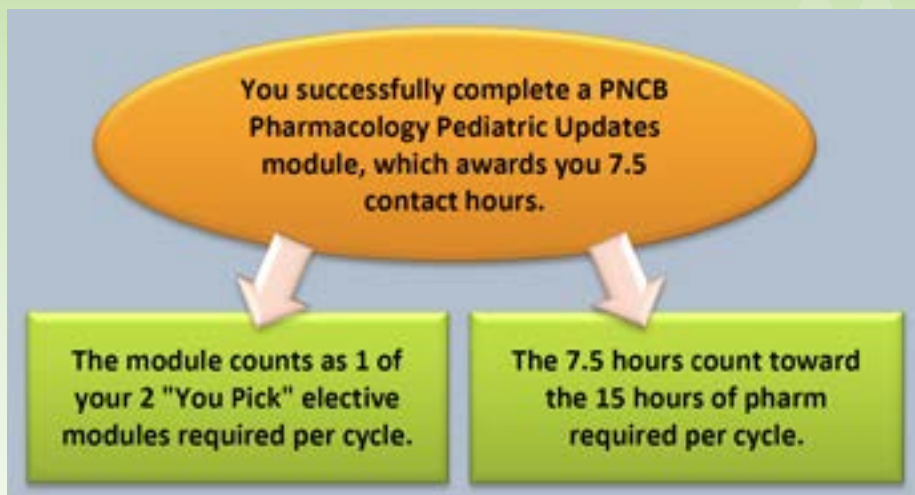 You successfully complete a PNCB
Pharmacology Pediatric Updates
module, which awards you 7.5
contact hours.
The module counts as 1 of
your 2 "You Pick" elective
modules required per cycle.
The 7.5 hours count toward
the 15 hours of pharm
required per cycle.